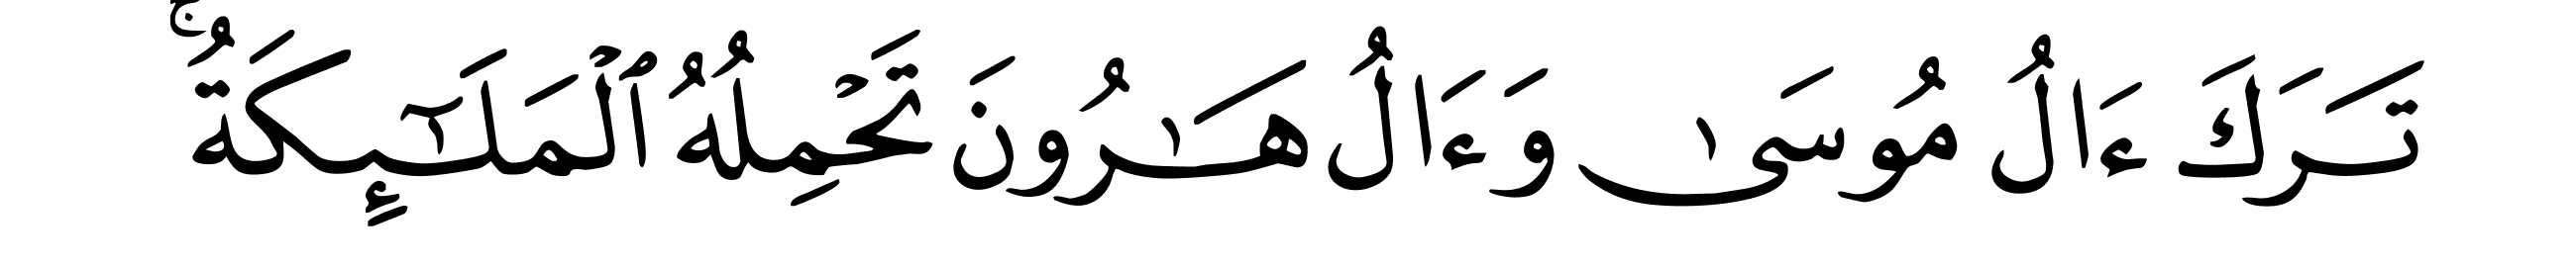 تَرَكَ ءَالُ مُوسَىٰ وَءَالُ هَـٰرُونَ تَحْمِلُهُ ٱلْمَلَـٰٓئِكَةُ ۚ